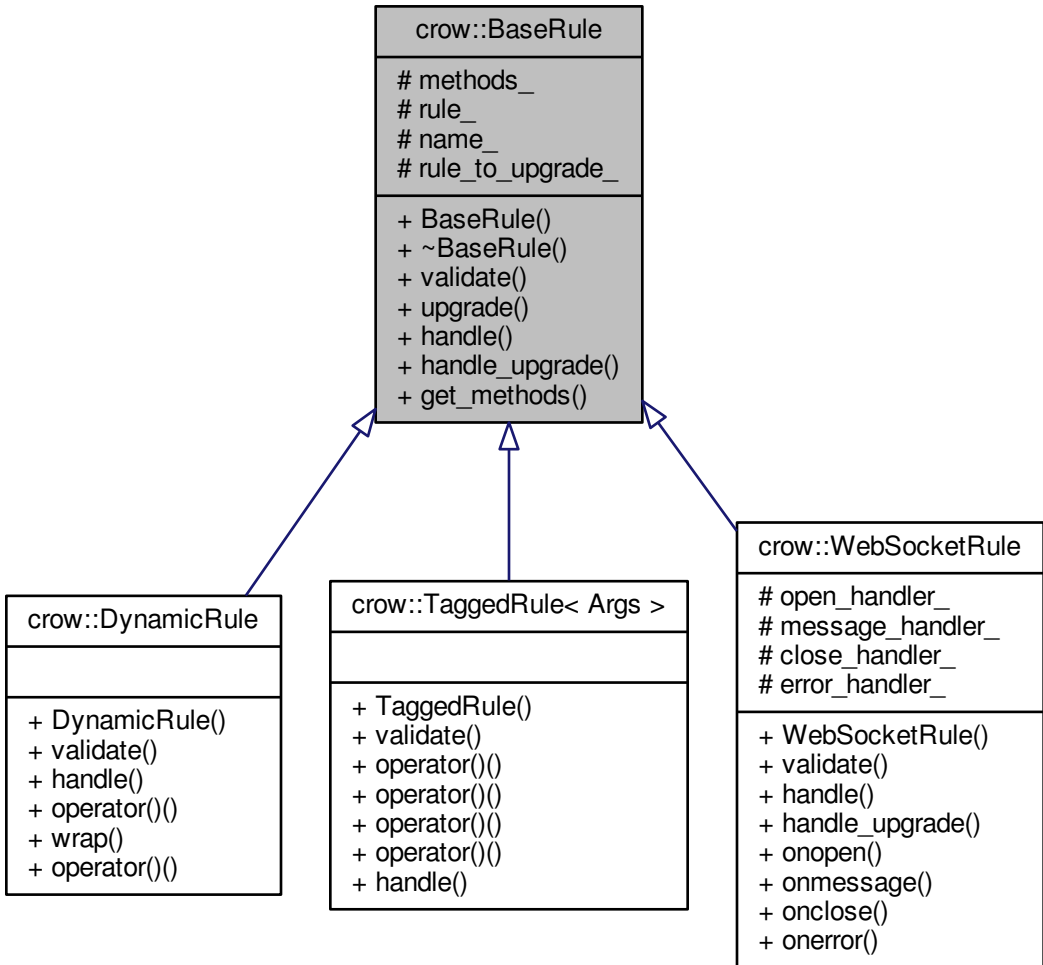 crow::BaseRule
# methods_
# rule_
# name_
# rule_to_upgrade_
+ BaseRule()
+ ~BaseRule()
+ validate()
+ upgrade()
+ handle()
+ handle_upgrade()
+ get_methods()
crow::DynamicRule
+ DynamicRule()
+ validate()
+ handle()
+ operator()()
+ wrap()
+ operator()()
crow::TaggedRule< Args >
+ TaggedRule()
+ validate()
+ operator()()
+ operator()()
+ operator()()
+ operator()()
+ handle()
crow::WebSocketRule
# open_handler_
# message_handler_
# close_handler_
# error_handler_
+ WebSocketRule()
+ validate()
+ handle()
+ handle_upgrade()
+ onopen()
+ onmessage()
+ onclose()
+ onerror()